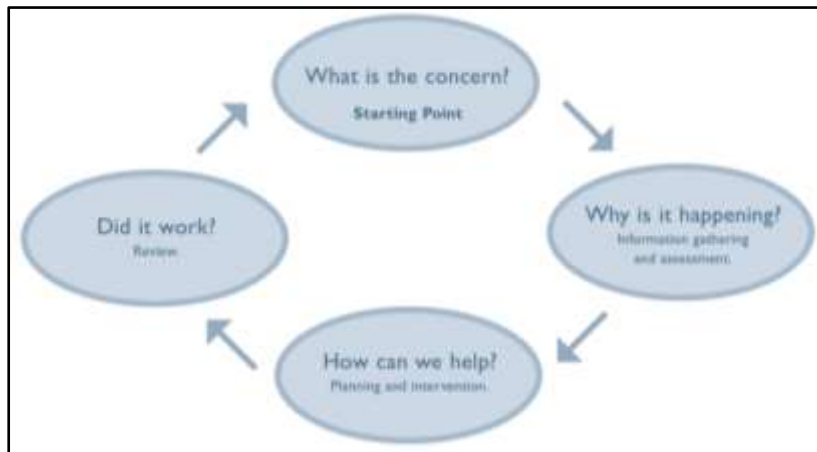 What is the concern?
Starting Point
Why is it happening?
Information gathering
and assessment.
How can we help?
Planning and intervention.
Did it work?
Review